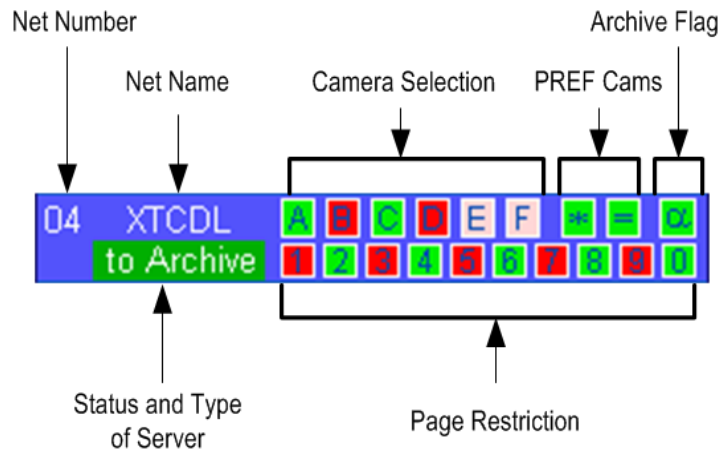 Net Number
Archive Flag
Net Name
Camera Selection
PREF Cams
04 XTCDL A B C D E F * = α
to Archive 1 2 3 4 5 6 7 8 9 0
Status and Type
of Server
Page Restriction